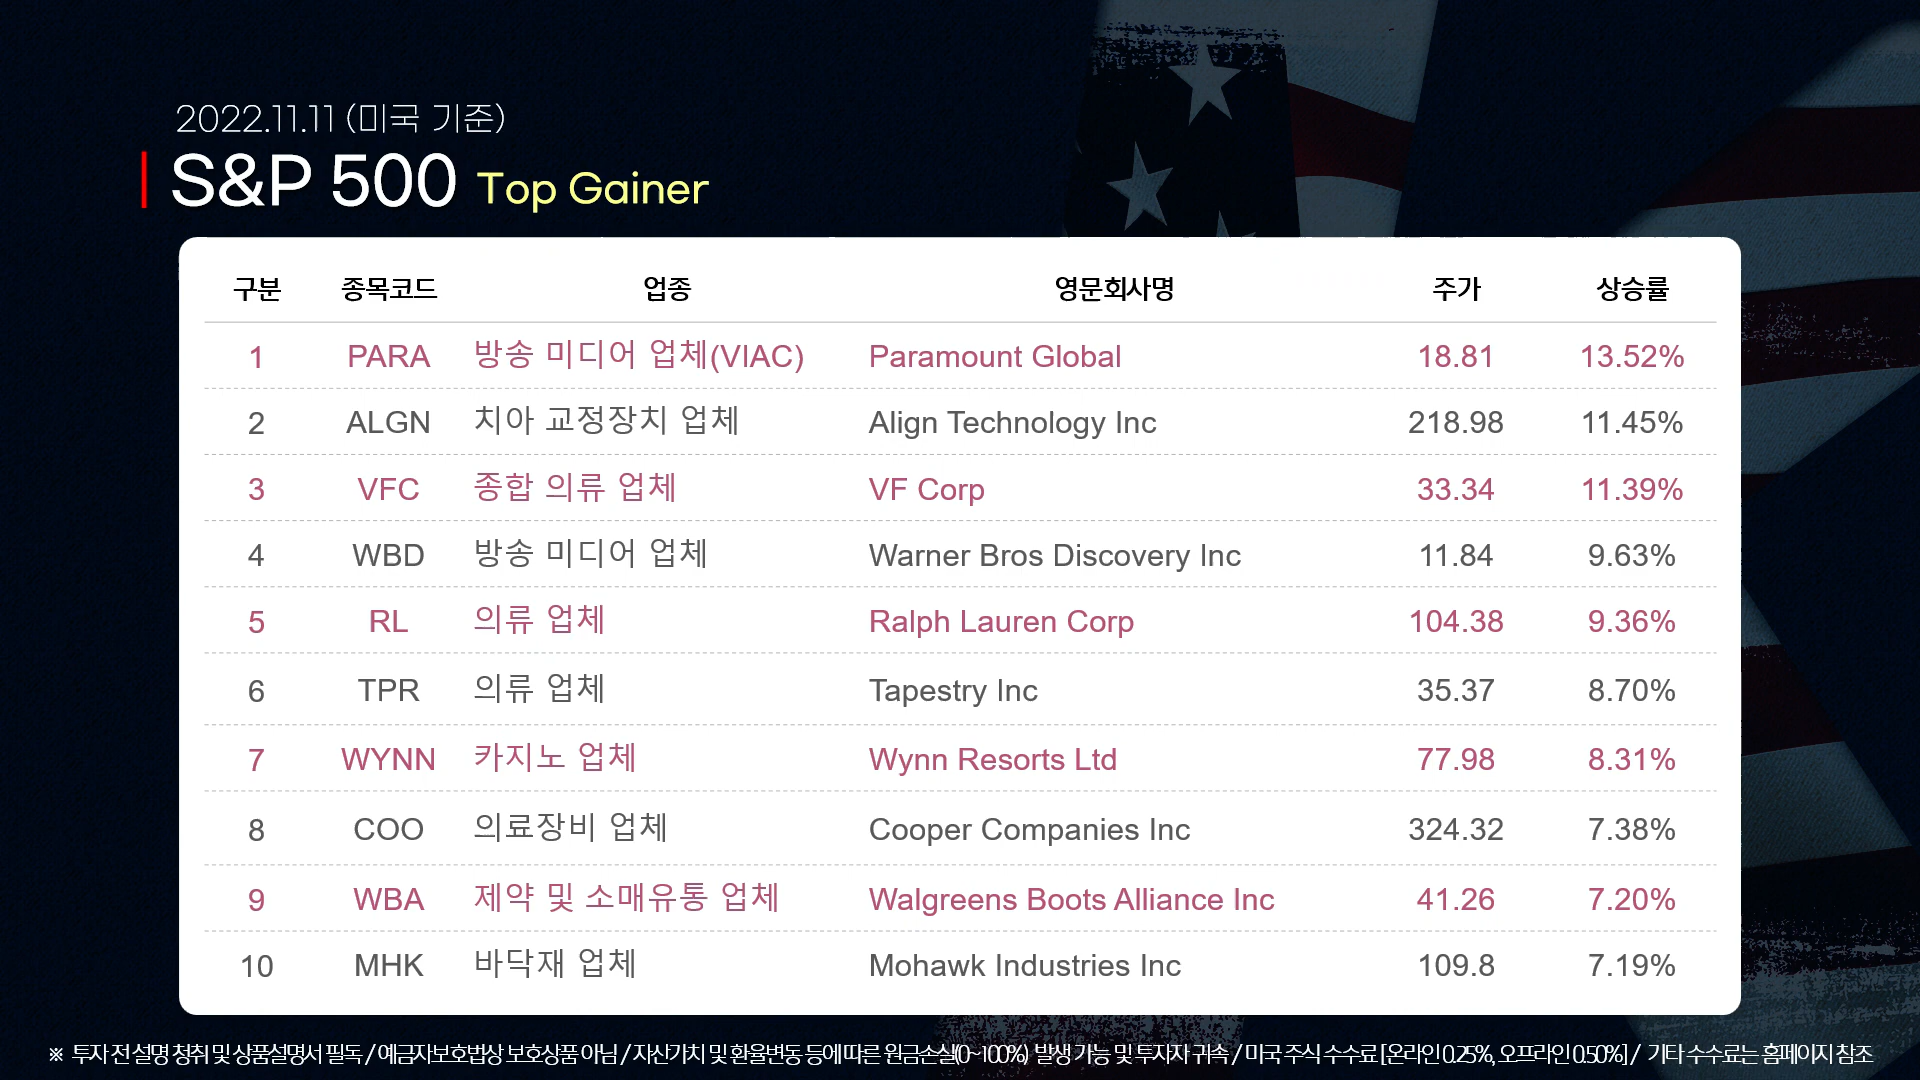 2022.11.11 (미국 기준)
S&P 500 Top Gainer
구분 종목코드 업종 영문회사명 주가 상승률
1 PARA 방송 미디어 업체(VIAC) Paramount Global 18.81 13.52%
2 ALGN 치아 교정장치 업체 Align Technology Inc 218.98 11.45%
3 VFC 종합 의류 업체 VF Corp 33.34 11.39%
4 WBD 방송 미디어 업체 Warner Bros Discovery Inc 11.84 9.63%
5 RL 의류 업체 Ralph Lauren Corp 104.38 9.36%
6 TPR 의류 업체 Tapestry Inc 35.37 8.70%
7 WYNN 카지노 업체 Wynn Resorts Ltd 77.98 8.31%
8 COO 의료장비 업체 Cooper Companies Inc 324.32 7.38%
9 WBA 제약 및 소매유통 업체 Walgreens Boots Alliance Inc 41.26 7.20%
10 MHK 바닥재 업체 Mohawk Industries Inc 109.8 7.19%
※ 투자 전 설명 청취 및 상품설명서 필독 / 예금자보호법상 보호상품 아님 / 자산가치 및 환율변동 등에 따른 원금손실(0~100%) 발생 가능 및 투자자 귀속 / 미국 주식 수수료 [온라인 0.25%, 오프라인 0.50%] / 기타 수수료는 홈페이지 참조